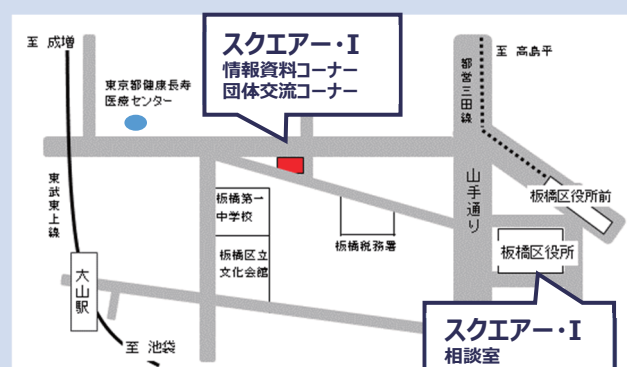 至 成増
スクエアー・I
情報資料コーナー
団体交流コーナー
至 高島平
東京都健康長寿
医療センター
都営三田線
東武東上線
山手通り
板橋区役所前
板橋第一
中学校
板橋税務署
板橋区役所
板橋区立
文化会館
大山駅
スクエアー・I
相談室
至 池袋